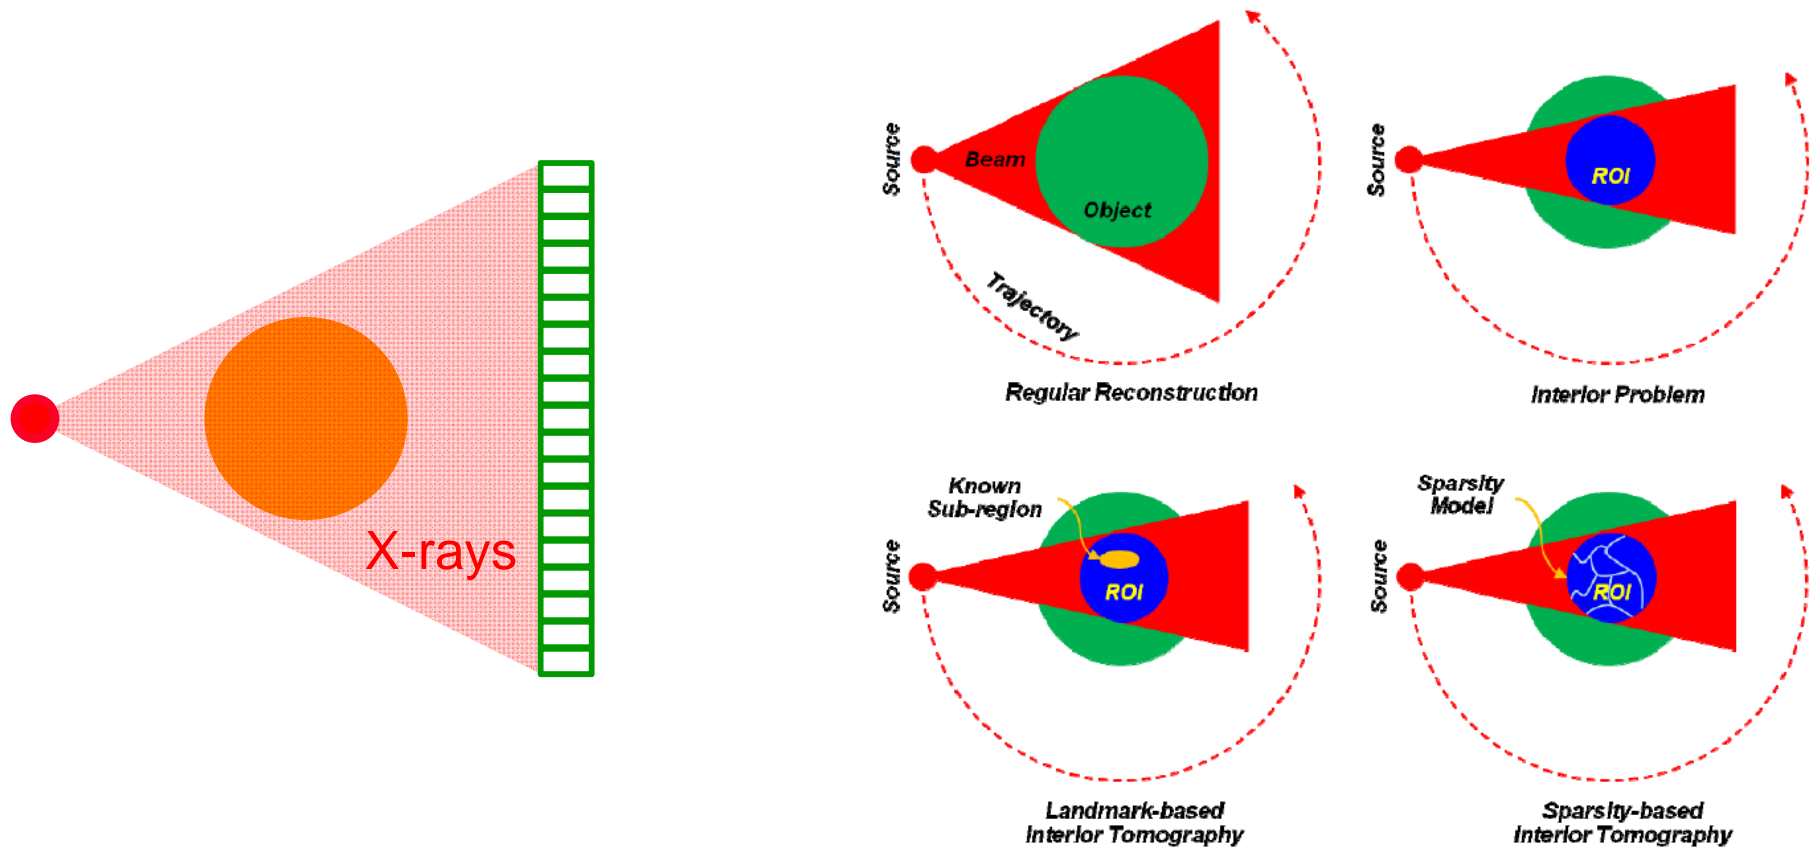 X-rays
Source
Beam
Object
Trajectory
Regular Reconstruction
Source
ROI
Interior Problem
Known
Sub-region
Source
ROI
Landmark-based
Interior Tomography
Sparsity
Model
Source
ROI
Sparsity-based
Interior Tomography